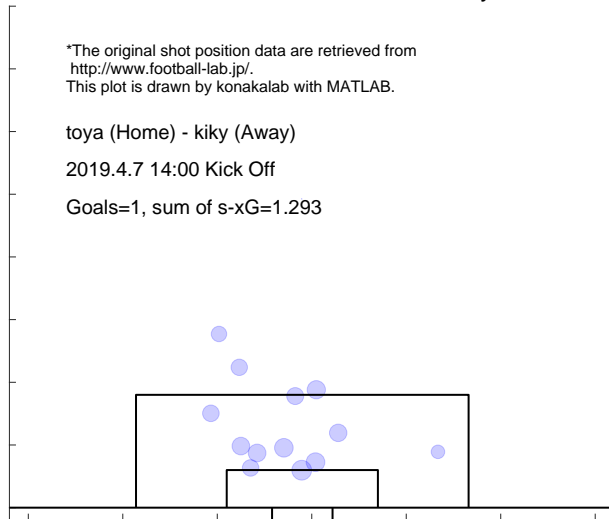 *The original shot position data are retrieved from
http://www.football-lab.jp/.
This plot is drawn by konakalab with MATLAB.
toya (Home) - kiky (Away)
2019.4.7 14:00 Kick Off
Goals=1, sum of s-xG=1.293